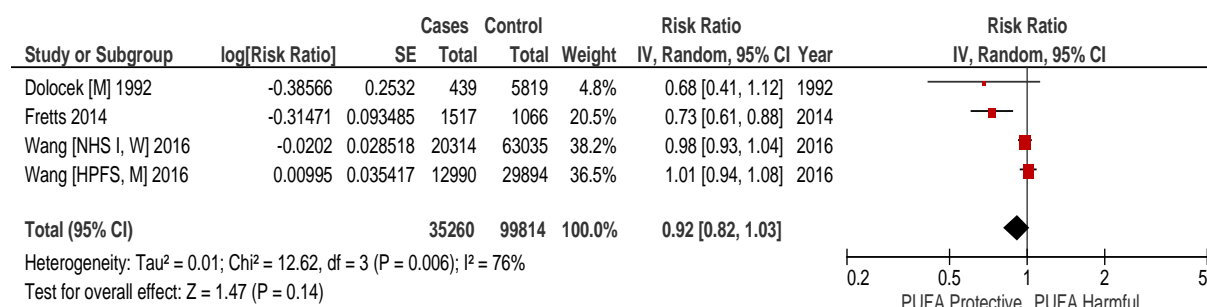 Cases Control Risk Ratio Risk Ratio
Study or Subgroup log[Risk Ratio] SE Total Total Weight IV, Random, 95% CI Year IV, Random, 95% CI
Dolocek [M] 1992 -0.38566 0.2532 439 5819 4.8% 0.68 [0.41, 1.12] 1992
Fretts 2014 -0.31471 0.093485 1517 1066 20.5% 0.73 [0.61, 0.88] 2014
Wang [NHS I, W] 2016 -0.0202 0.028518 20314 63035 38.2% 0.98 [0.93, 1.04] 2016
Wang [HPFS, M] 2016 0.00995 0.035417 12990 29894 36.5% 1.01 [0.94, 1.08] 2016
Total (95% CI) 35260 99814 100.0% 0.92 [0.82, 1.03]
Heterogeneity: Tau² = 0.01; Chi² = 12.62, df = 3 (P = 0.006); I² = 76%
Test for overall effect: Z = 1.47 (P = 0.14)
0.2 0.5 1 2 5
PUFA Protective PUFA Harmful